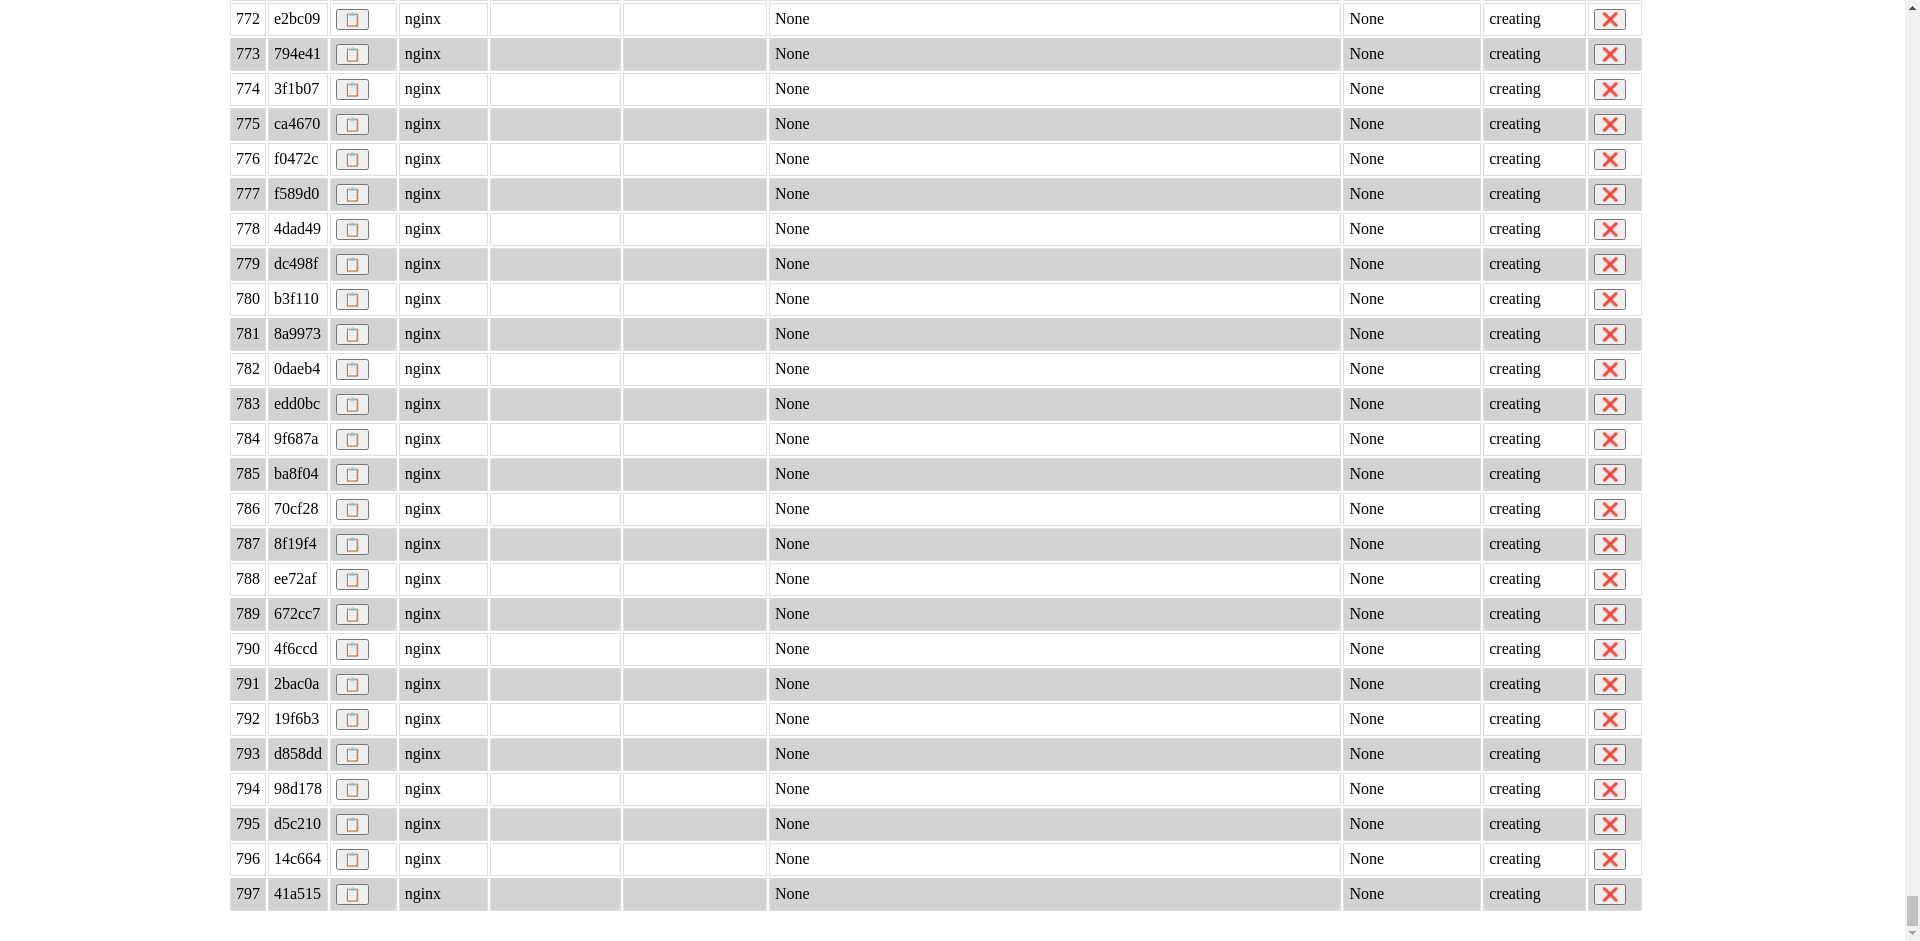 772 e2bc09 nginx None None creating
773 794e41 nginx None None creating
774 3f1b07 nginx None None creating
775 ca4670 nginx None None creating
776 f0472c nginx None None creating
777 f589d0 nginx None None creating
778 4dad49 nginx None None creating
779 dc498f nginx None None creating
780 b3f110 nginx None None creating
781 8a9973 nginx None None creating
782 0daeb4 nginx None None creating
783 edd0bc nginx None None creating
784 9f687a nginx None None creating
785 ba8f04 nginx None None creating
786 70cf28 nginx None None creating
787 8f19f4 nginx None None creating
788 ee72af nginx None None creating
789 672cc7 nginx None None creating
790 4f6ccd nginx None None creating
791 2bac0a nginx None None creating
792 19f6b3 nginx None None creating
793 d858dd nginx None None creating
794 98d178 nginx None None creating
795 d5c210 nginx None None creating
796 14c664 nginx None None creating
797 41a515 nginx None None creating